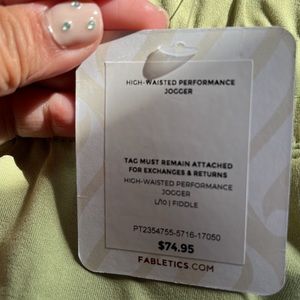 HIGH-WAISTED PERFORMANCE
JOGGER
TAG MUST REMAIN ATTACHED
FOR EXCHANGES & RETURNS
HIGH-WAISTED PERFORMANCE
JOGGER
L/10 | FIDDLE
PT2354755-5716-17050
$74.95
FABLETICS.COM